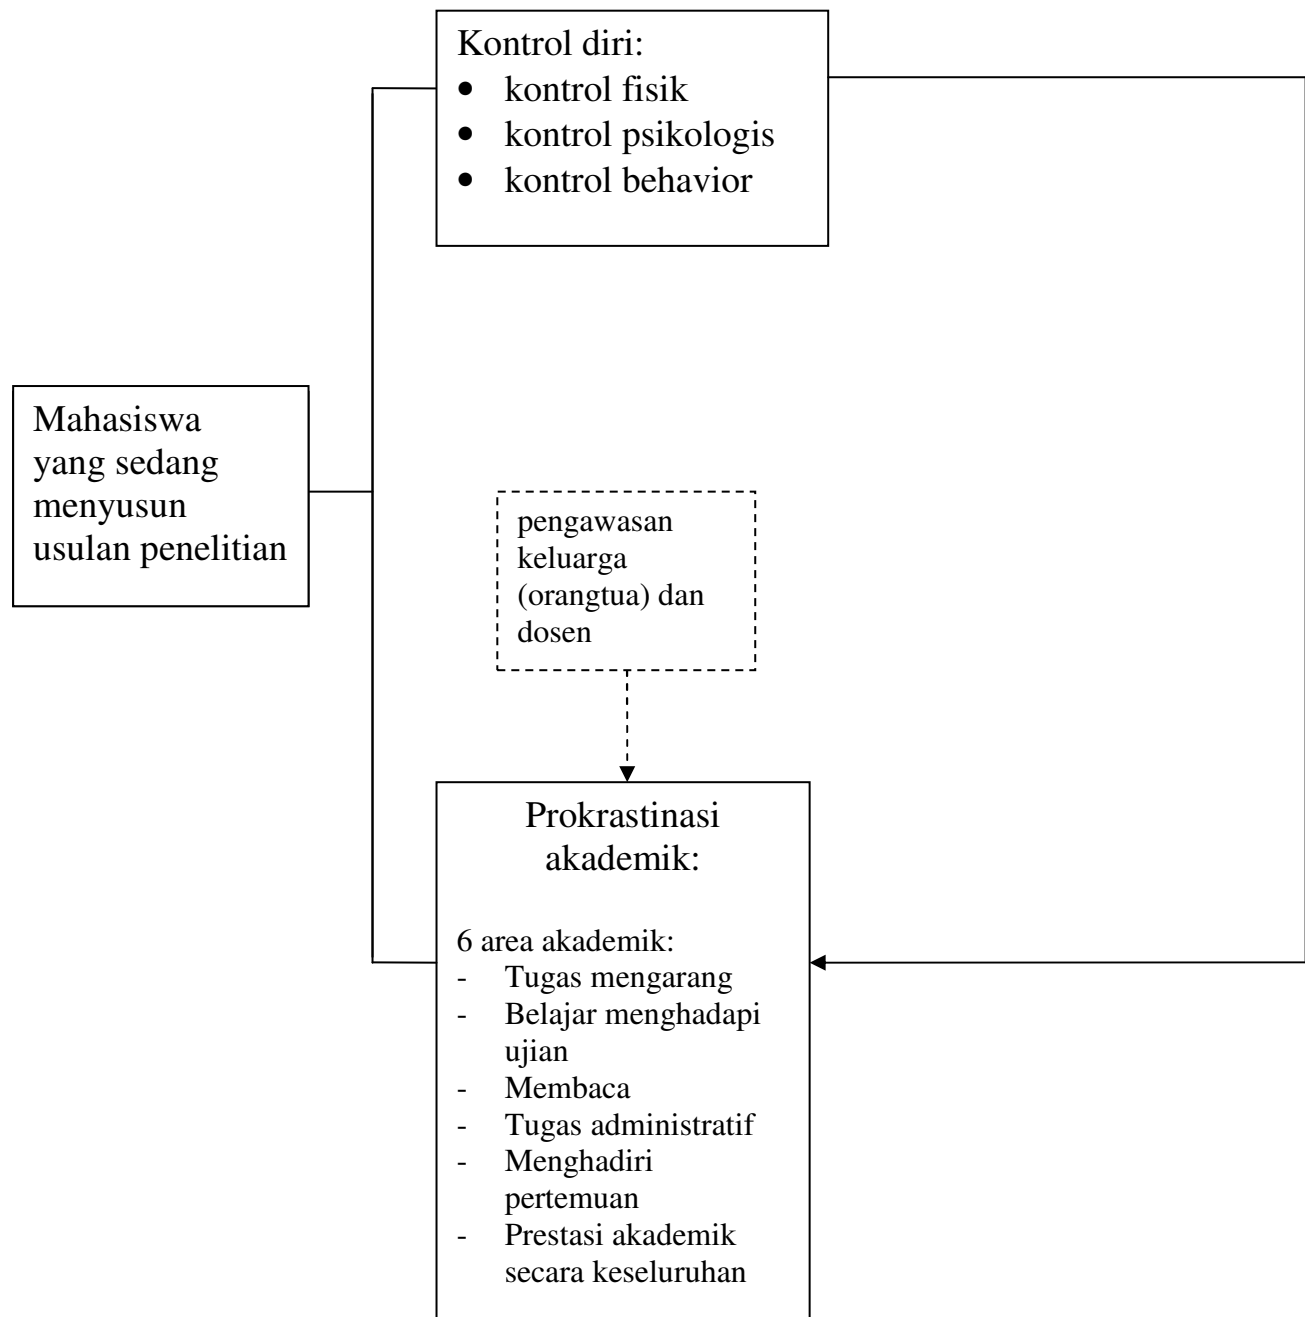 Kontrol diri:
• kontrol fisik
• kontrol psikologis
• kontrol behavior
Mahasiswa
yang sedang
menyusun
usulan penelitian
pengawasan
keluarga
(orangtua) dan
dosen
Prokrastinasi
akademik:
6 area akademik:
- Tugas mengarang
- Belajar menghadapi
ujian
- Membaca
- Tugas administratif
- Menghadiri
pertemuan
- Prestasi akademik
secara keseluruhan